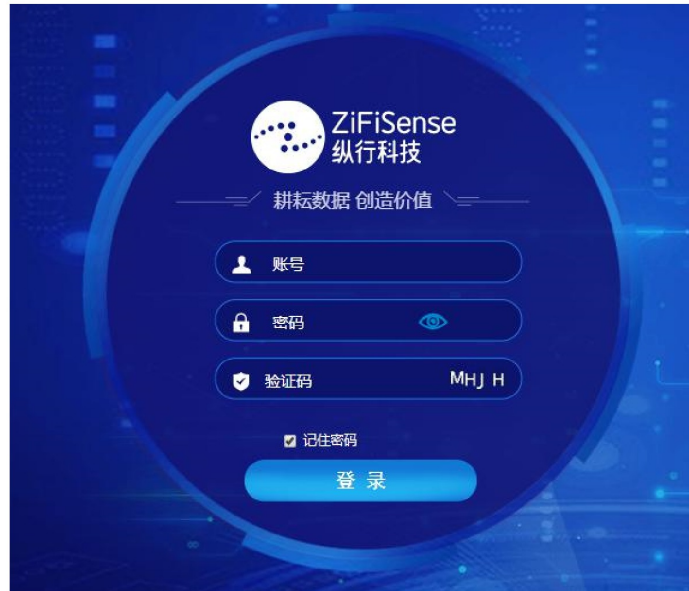 ZiFiSense
纵行科技
耕耘数据 创造价值
账号
密码
验证码 MHJ H
记住密码
登 录